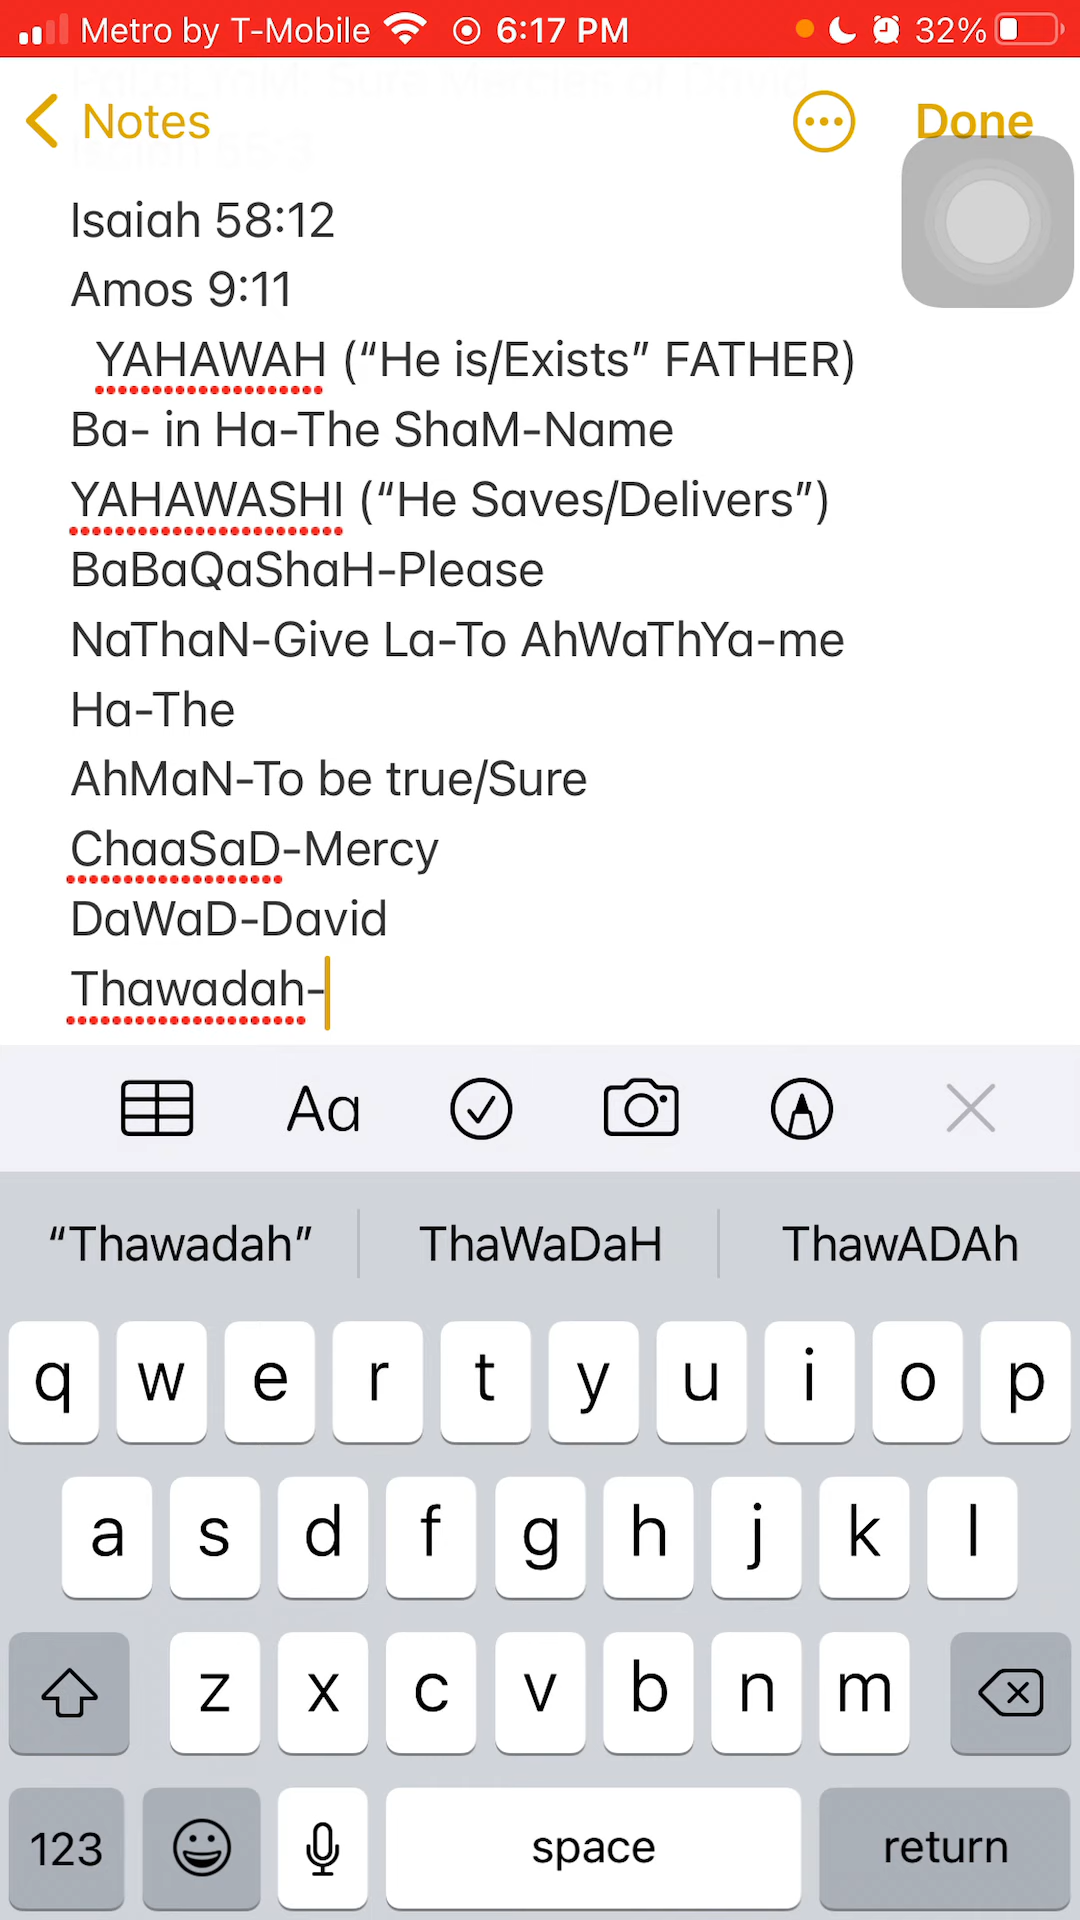 Metro by T-Mobile 6:17 PM 32%
Notes Done
Isaiah 58:12
Amos 9:11
YAHAWAH (“He is/Exists” FATHER)
Ba- in Ha-The ShaM-Name
YAHAWASHI (“He Saves/Delivers”)
BaBaQaShaH-Please
NaThaN-Give La-To AhWaThYa-me
Ha-The
AhMaN-To be true/Sure
ChaaSaD-Mercy
DaWaD-David
Thawadah-
Aa
“Thawadah” ThaWaDaH ThawADAh
q w e r t y u i o p
a s d f g h j k l
z x c v b n m
123 space return